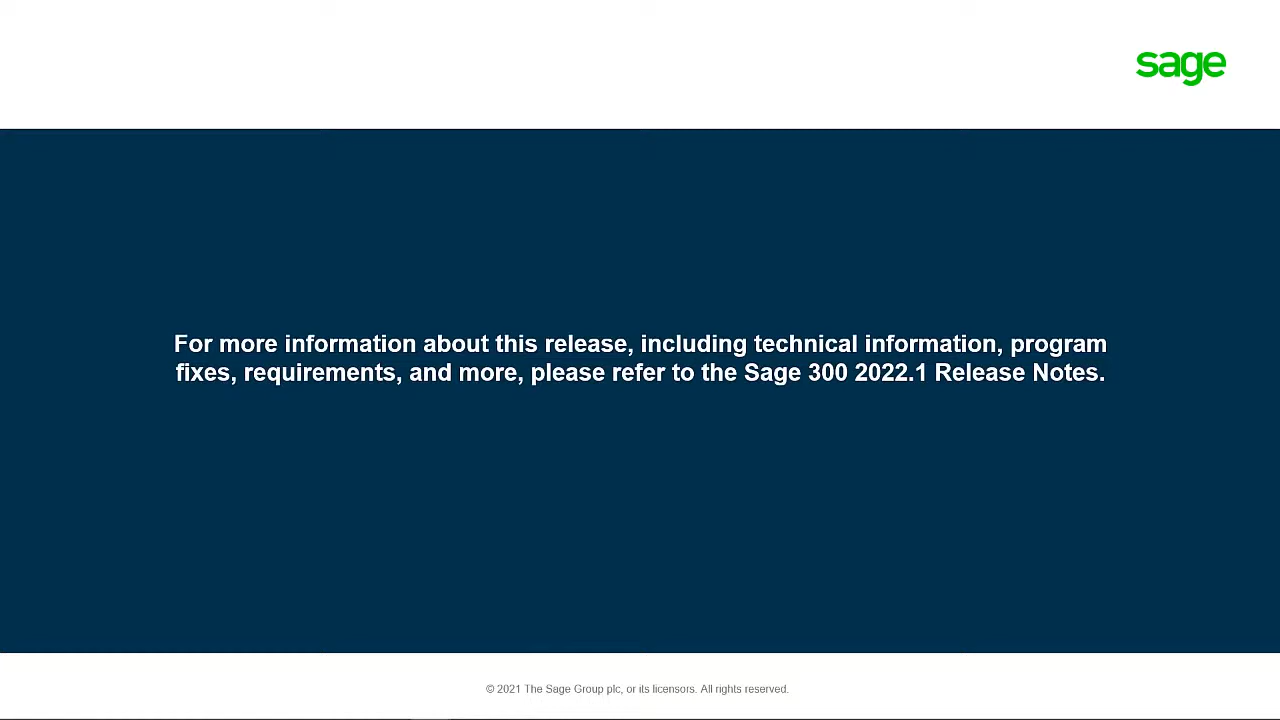 sage
For more information about this release, including technical information, program
fixes, requirements, and more, please refer to the Sage 300 2022.1 Release Notes.
© 2021 The Sage Group plc, or its licensors. All rights reserved.